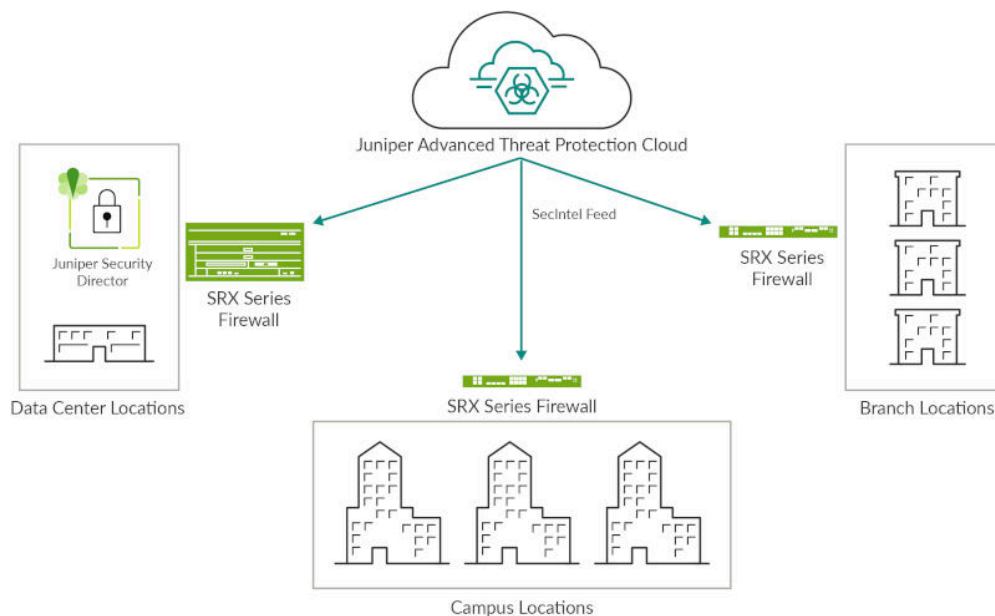 Juniper Advanced Threat Protection Cloud
SecIntel Feed
Juniper Security
Director
SRX Series
Firewall
SRX Series
Firewall
SRX Series Firewall
Data Center Locations
Branch Locations
Campus Locations